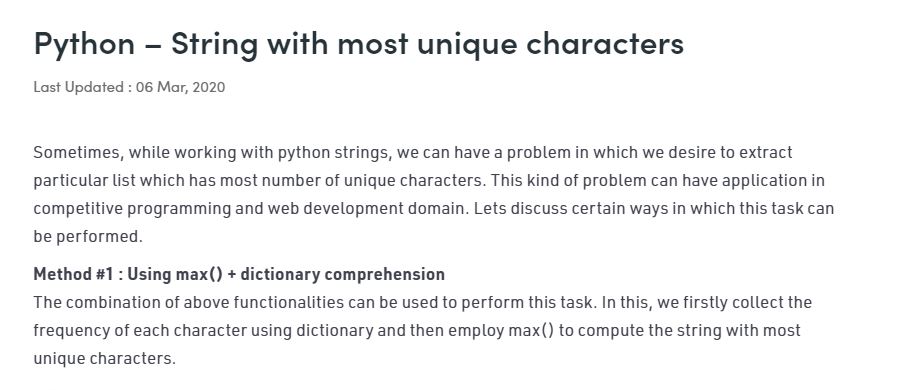 Python – String with most unique characters
Last Updated : 06 Mar, 2020
Sometimes, while working with python strings, we can have a problem in which we desire to extract
particular list which has most number of unique characters. This kind of problem can have application in
competitive programming and web development domain. Lets discuss certain ways in which this task can
be performed.
Method #1 : Using max() + dictionary comprehension
The combination of above functionalities can be used to perform this task. In this, we firstly collect the
frequency of each character using dictionary and then employ max() to compute the string with most
unique characters.